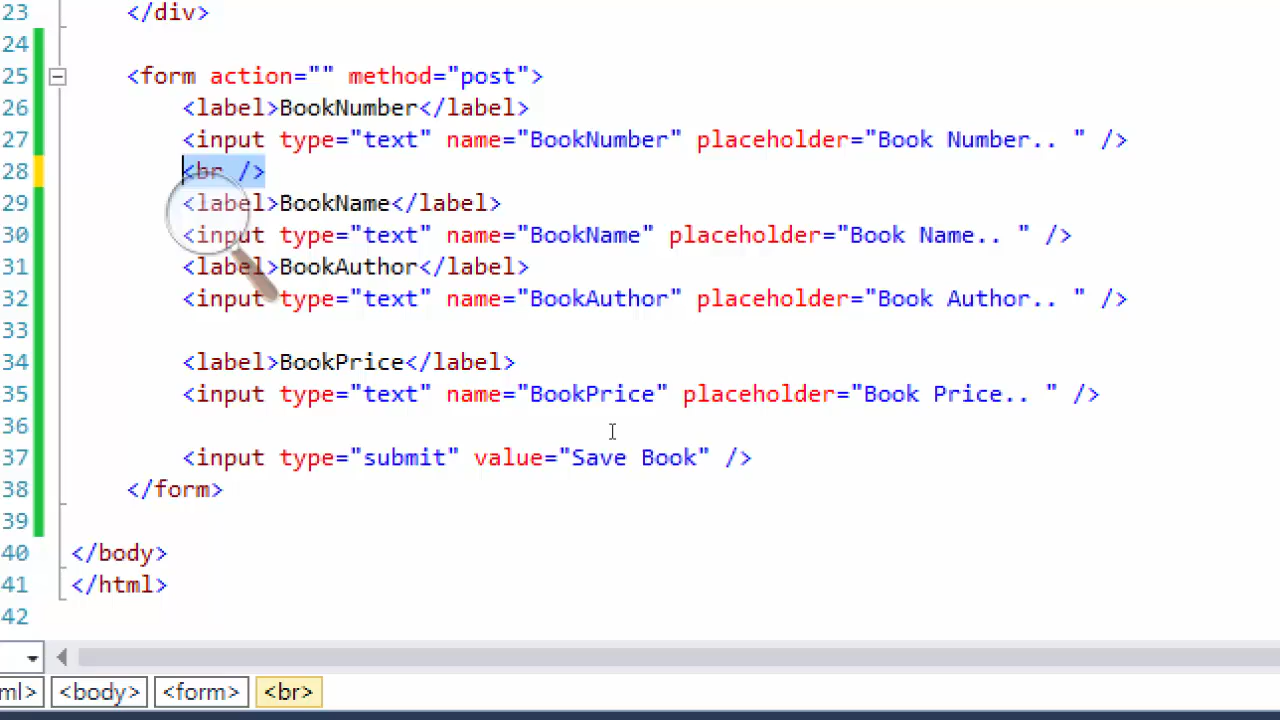 23 </div>
24
25 <form action="" method="post">
26 <label>BookNumber</label>
27 <input type="text" name="BookNumber" placeholder="Book Number.. " />
28 <br />
29 <label>BookName</label>
30 <input type="text" name="BookName" placeholder="Book Name.. " />
31 <label>BookAuthor</label>
32 <input type="text" name="BookAuthor" placeholder="Book Author.. " />
33
34 <label>BookPrice</label>
35 <input type="text" name="BookPrice" placeholder="Book Price.. " />
36
37 <input type="submit" value="Save Book" />
38 </form>
39
40 </body>
41 </html>
42
ml> <body> <form> <br>